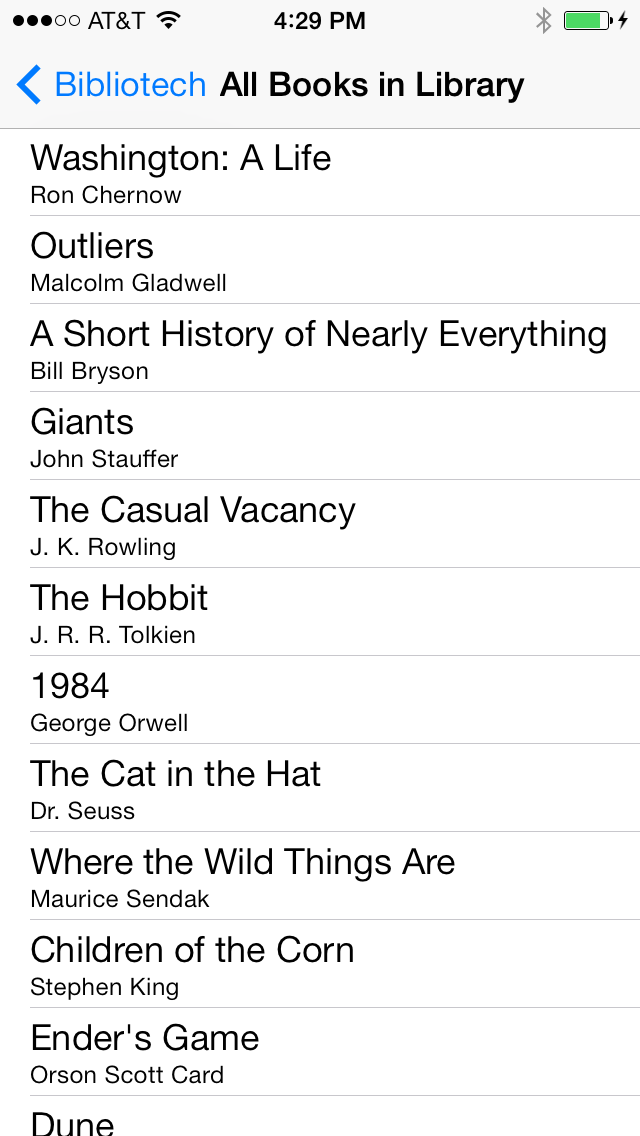 AT&T 4:29 PM
Bibliotech All Books in Library
Washington: A Life
Ron Chernow
Outliers
Malcolm Gladwell
A Short History of Nearly Everything
Bill Bryson
Giants
John Stauffer
The Casual Vacancy
J. K. Rowling
The Hobbit
J. R. R. Tolkien
1984
George Orwell
The Cat in the Hat
Dr. Seuss
Where the Wild Things Are
Maurice Sendak
Children of the Corn
Stephen King
Ender's Game
Orson Scott Card
Dune